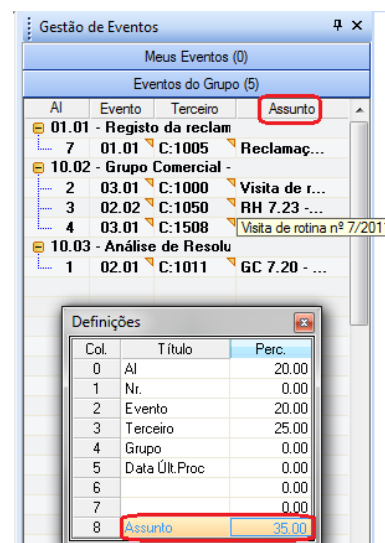 Gestão de Eventos
Meus Eventos (0)
Eventos do Grupo (5)
AI Evento Terceiro Assunto
01.01 - Registo da reclam
7 01.01 C:1005 Reclamaç...
10.02 - Grupo Comercial -
2 03.01 C:1000 Visita de r...
3 02.02 C:1050 RH 7.23 -...
4 03.01 C:1508 Visita de rotina nº 7/201
10.03 - Análise de Resolu
1 02.01 C:1011 GC 7.20 - ...
Definições
Col. Título Perc.
0 AI 20.00
1 Nr. 0.00
2 Evento 20.00
3 Terceiro 25.00
4 Grupo 0.00
5 Data Últ.Proc 0.00
6 0.00
7 0.00
8 Assunto 35.00